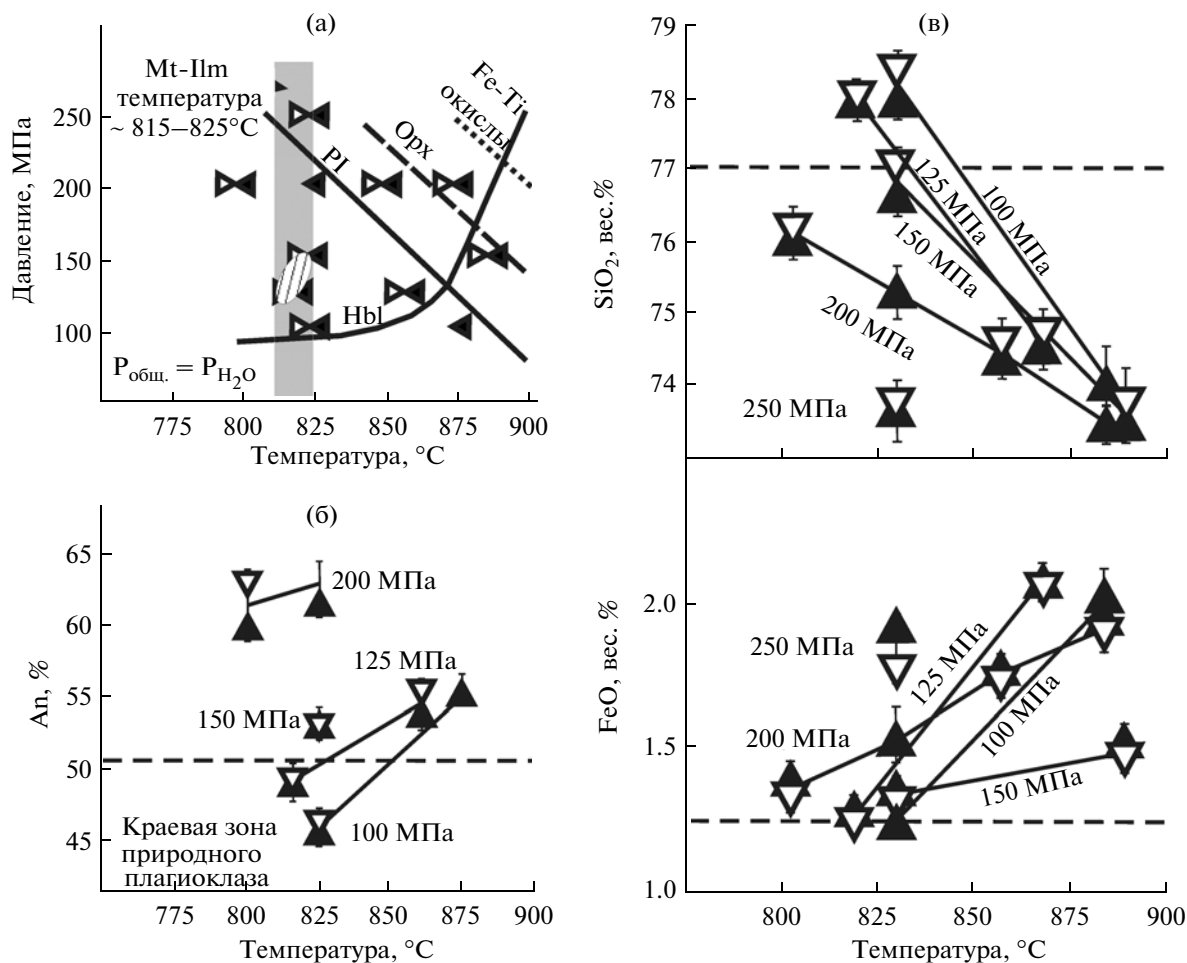 (а)
Mt-Ilm
температура
~ 815–825°C
Fe-Ti
окислы
Opx
Pl
Hbl
Pобщ. = PH2O
Давление, МПа
250
200
150
100
775 800 825 850 875 900
Температура, °C
(б)
An, %
65
60
55
50
45
200 МПа
125 МПа
150 МПа
100 МПа
Краевая зона
природного
плагиоклаза
775 800 825 850 875 900
Температура, °C
(в)
SiO2, вес.%
79
78
77
76
75
74
125 МПа
100 МПа
150 МПа
200 МПа
250 МПа
FeO, вес. %
2.0
1.5
1.0
250 МПа
125 МПа
100 МПа
200 МПа
150 МПа
800 825 850 875 900
Температура, °C